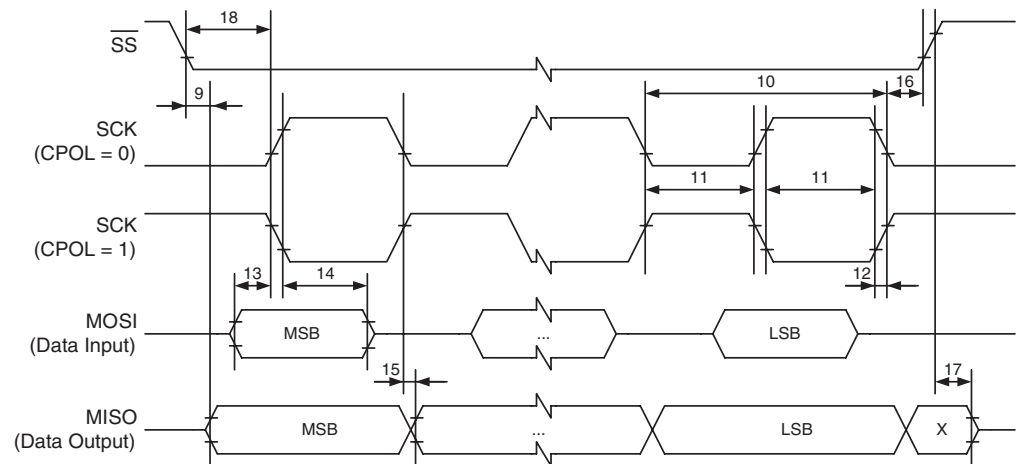 18
SS
9
10
16
SCK
(CPOL = 0)
11
11
SCK
(CPOL = 1)
13
14
12
MOSI
(Data Input)
MSB
...
LSB
15
17
MISO
(Data Output)
MSB
...
LSB
X